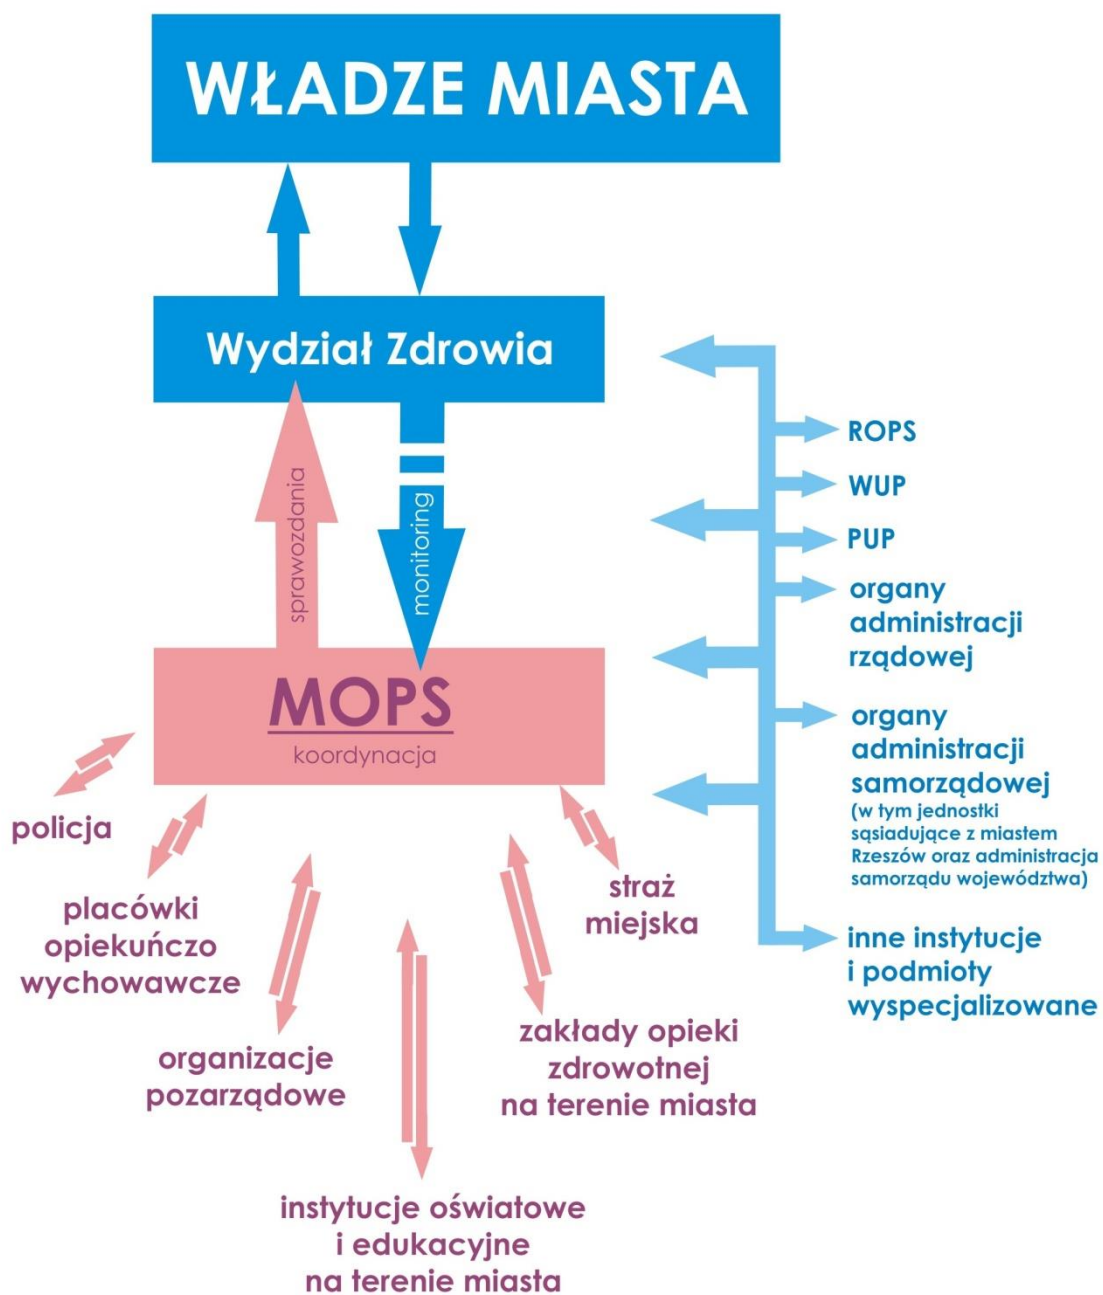 WŁADZE MIASTA
Wydział Zdrowia
sprawozdania
monitoring
MOPS
koordynacja
policja
placówki
opiekuńczo
wychowawcze
organizacje
pozarządowe
instytucje oświatowe
i edukacyjne
na terenie miasta
zakłady opieki
zdrowotnej
na terenie miasta
straż
miejska
ROPS
WUP
PUP
organy
administracji
rządowej
organy
administracji
samorządowej
(w tym jednostki
sąsiadujące z miastem
Rzeszów oraz administracja
samorządu województwa)
inne instytucje
i podmioty
wyspecjalizowane